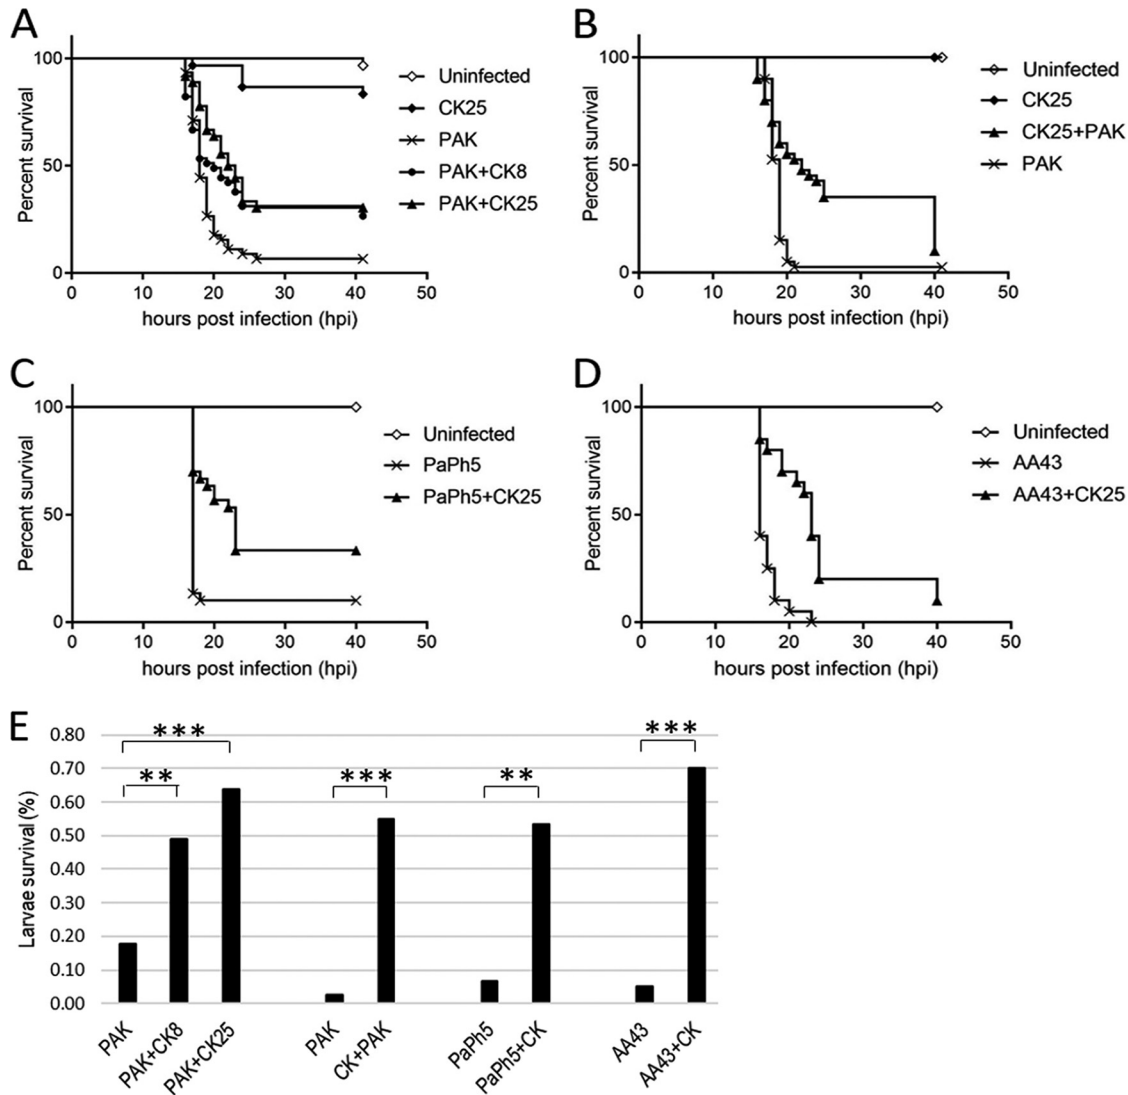 A
Percent survival
100
50
0
0 10 20 30 40 50
hours post infection (hpi)
Uninfected
CK25
PAK
PAK+CK8
PAK+CK25
B
Percent survival
100
50
0
0 10 20 30 40 50
hours post infection (hpi)
Uninfected
CK25
CK25+PAK
PAK
C
Percent survival
100
50
0
0 10 20 30 40 50
hours post infection (hpi)
Uninfected
PaPh5
PaPh5+CK25
D
Percent survival
100
50
0
0 10 20 30 40 50
hours post infection (hpi)
Uninfected
AA43
AA43+CK25
E
Larvae survival (%)
0.80
0.70
0.60
0.50
0.40
0.30
0.20
0.10
0.00
***
**
***
**
***
PAK
PAK+CK8
PAK+CK25
PAK
CK+PAK
PaPh5
PaPh5+CK
AA43
AA43+CK